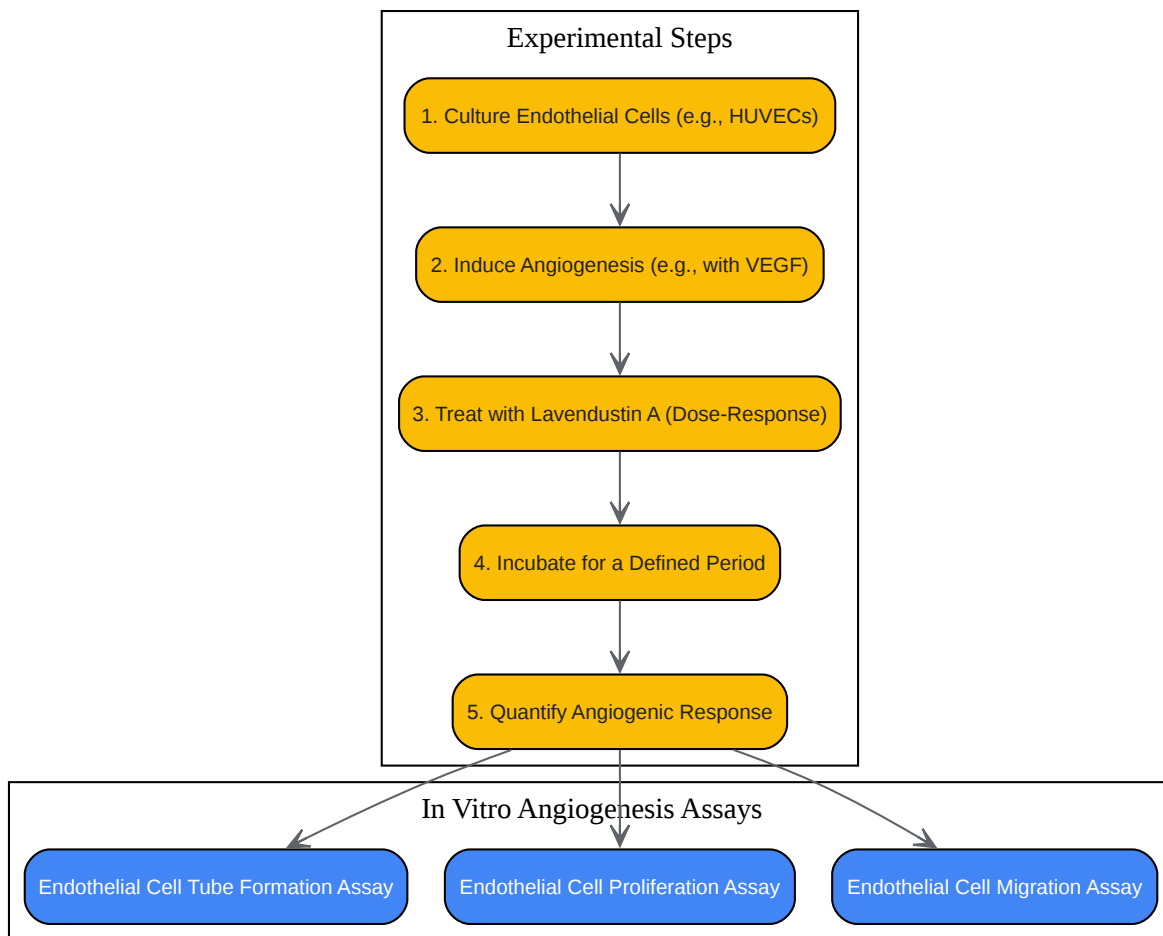 Experimental Steps
1. Culture Endothelial Cells (e.g., HUVECs)
2. Induce Angiogenesis (e.g., with VEGF)
3. Treat with Lavendustin A (Dose-Response)
4. Incubate for a Defined Period
5. Quantify Angiogenic Response
In Vitro Angiogenesis Assays
Endothelial Cell Tube Formation Assay
Endothelial Cell Proliferation Assay
Endothelial Cell Migration Assay